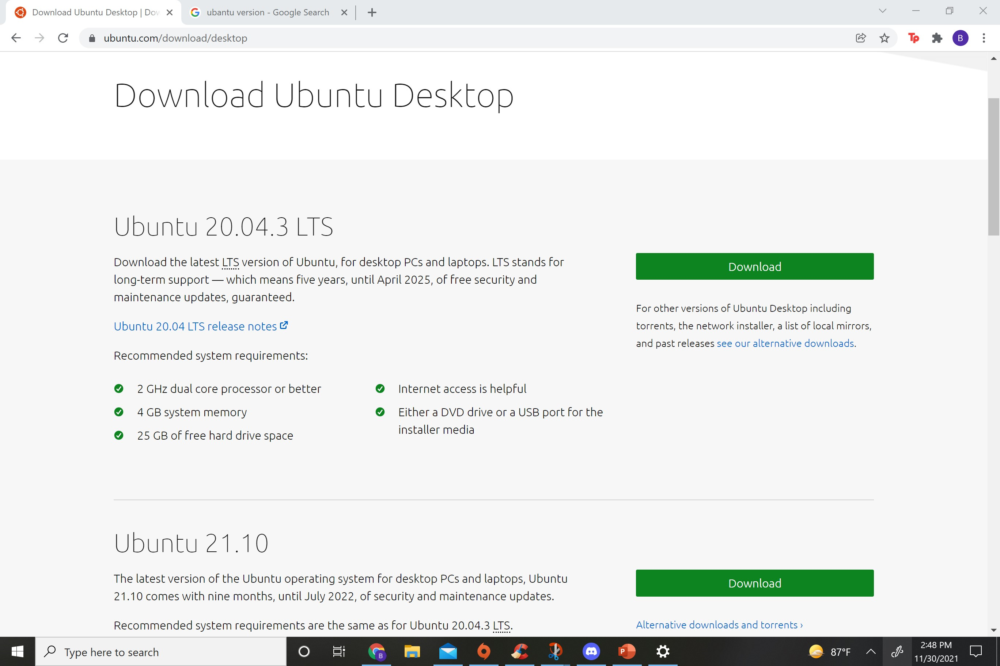 Download Ubuntu Desktop | Dow
ubantu version - Google Search
ubuntu.com/download/desktop
Tp
B
Download Ubuntu Desktop
Ubuntu 20.04.3 LTS
Download the latest LTS version of Ubuntu, for desktop PCs and laptops. LTS stands for
long-term support — which means five years, until April 2025, of free security and
maintenance updates, guaranteed.
Ubuntu 20.04 LTS release notes
Recommended system requirements:
2 GHz dual core processor or better
4 GB system memory
25 GB of free hard drive space
Internet access is helpful
Either a DVD drive or a USB port for the
installer media
Download
For other versions of Ubuntu Desktop including
torrents, the network installer, a list of local mirrors,
and past releases see our alternative downloads.
Ubuntu 21.10
The latest version of the Ubuntu operating system for desktop PCs and laptops, Ubuntu
21.10 comes with nine months, until July 2022, of security and maintenance updates.
Recommended system requirements are the same as for Ubuntu 20.04.3 LTS.
Download
Alternative downloads and torrents ›
Type here to search
B
P
87°F
2:48 PM
11/30/2021